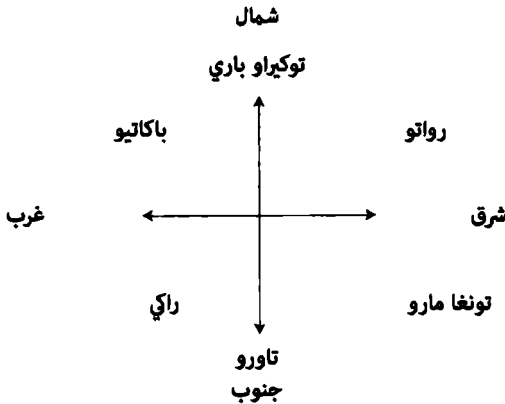 شمال
توكيراو باري
رواتو
باكاتيو
شرق
غرب
تونغا مارو
راكي
تاورو
جنوب